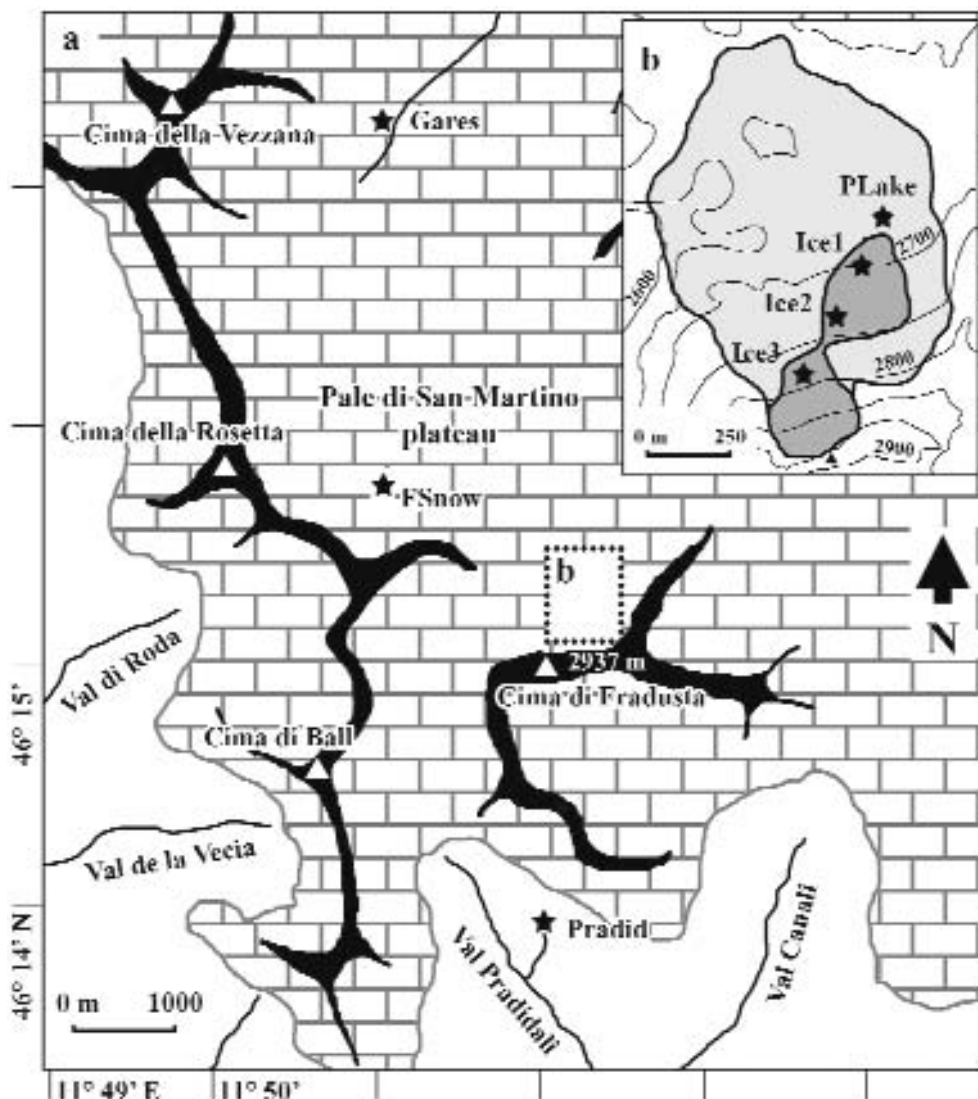 a
b
Cima della Vezzana
Gares
PLake
Ice1
2700
2600
Ice2
Ice3
2800
0 m 250
2900
Pale di San Martino
plateau
Cima della Rosetta
FSnow
b
N
Val di Roda
2937 m
Cima di Fradusta
46° 15'
Cima di Ball
Val de la Vecia
Pradid
Val Pradidali
Val Canali
46° 14' N
0 m 1000
11° 49' E
11° 50'